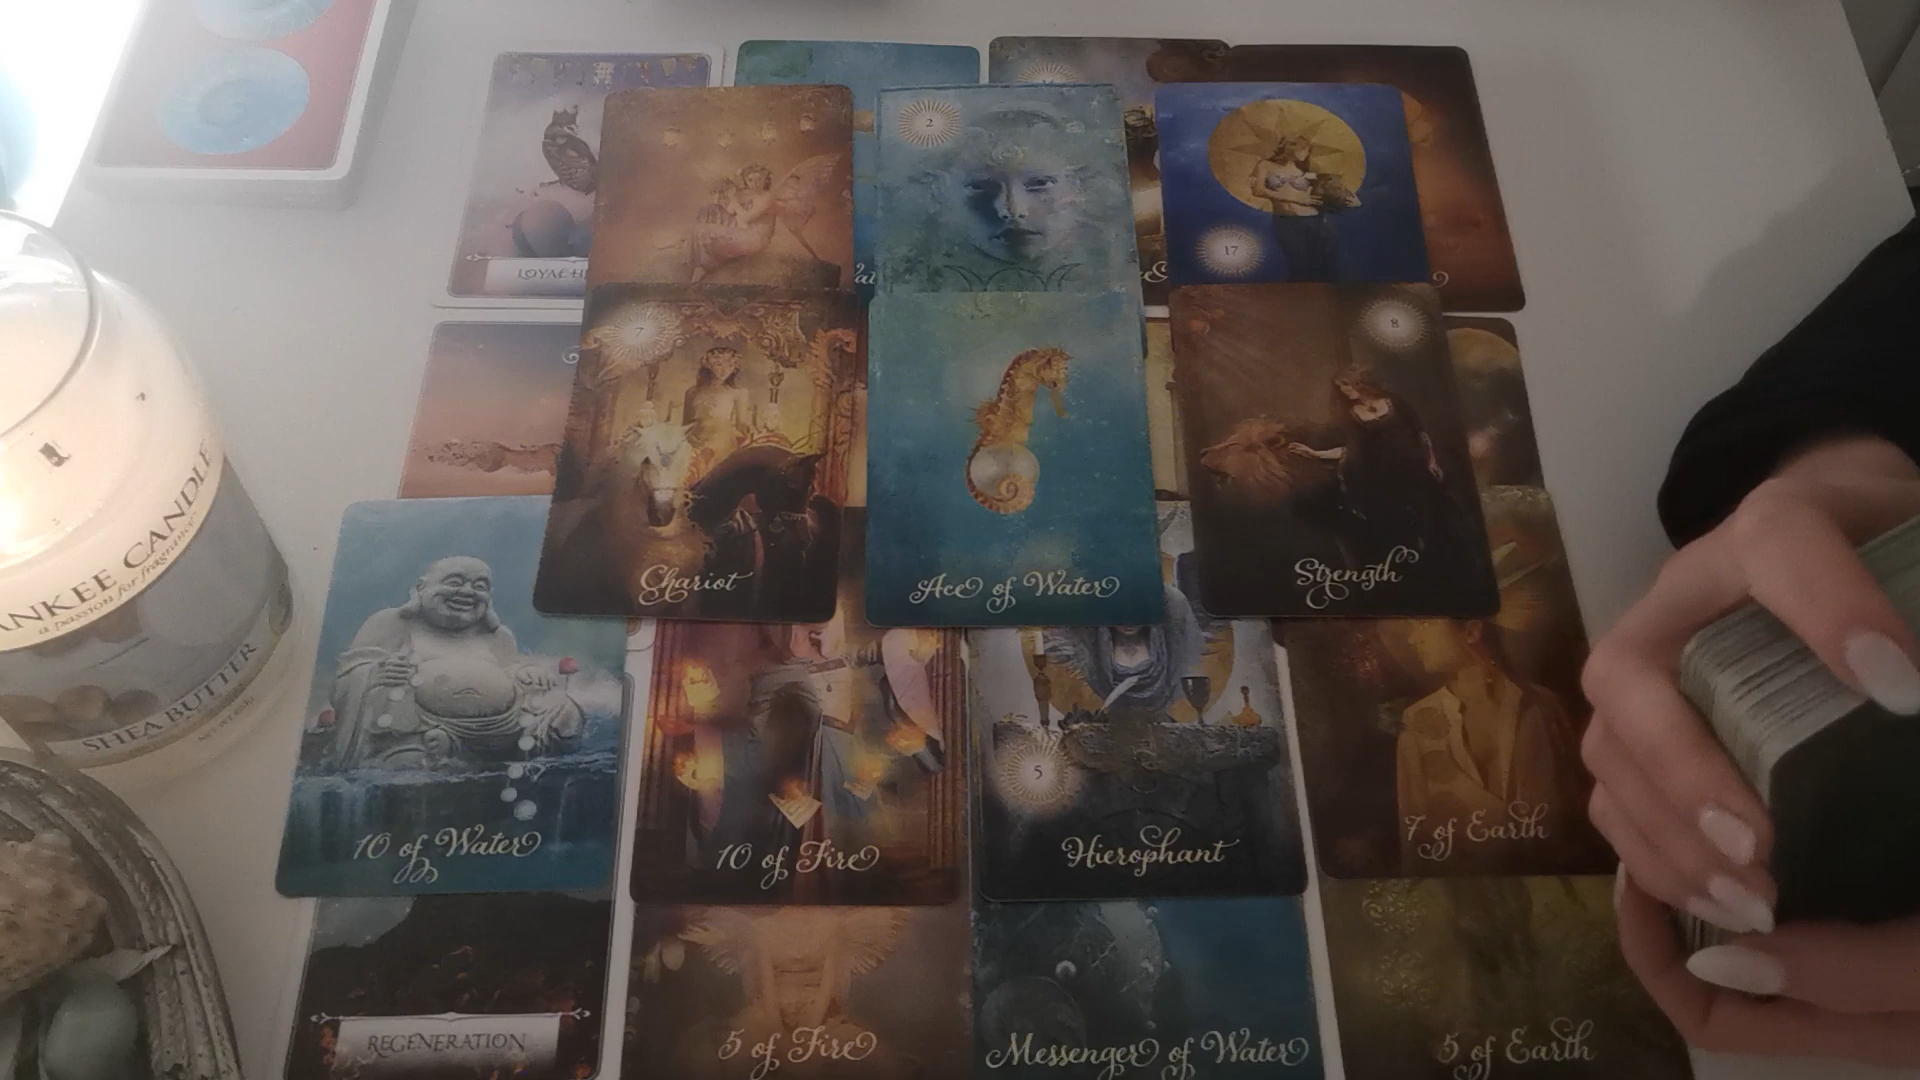 2
17
7
8
Chariot
Ace of Water
Strength
YANKEE CANDLE
a passion for fragrance
SHEA BUTTER
5
10 of Water
10 of Fire
Hierophant
7 of Earth
REGENERATION
5 of Fire
Messenger of Water
5 of Earth